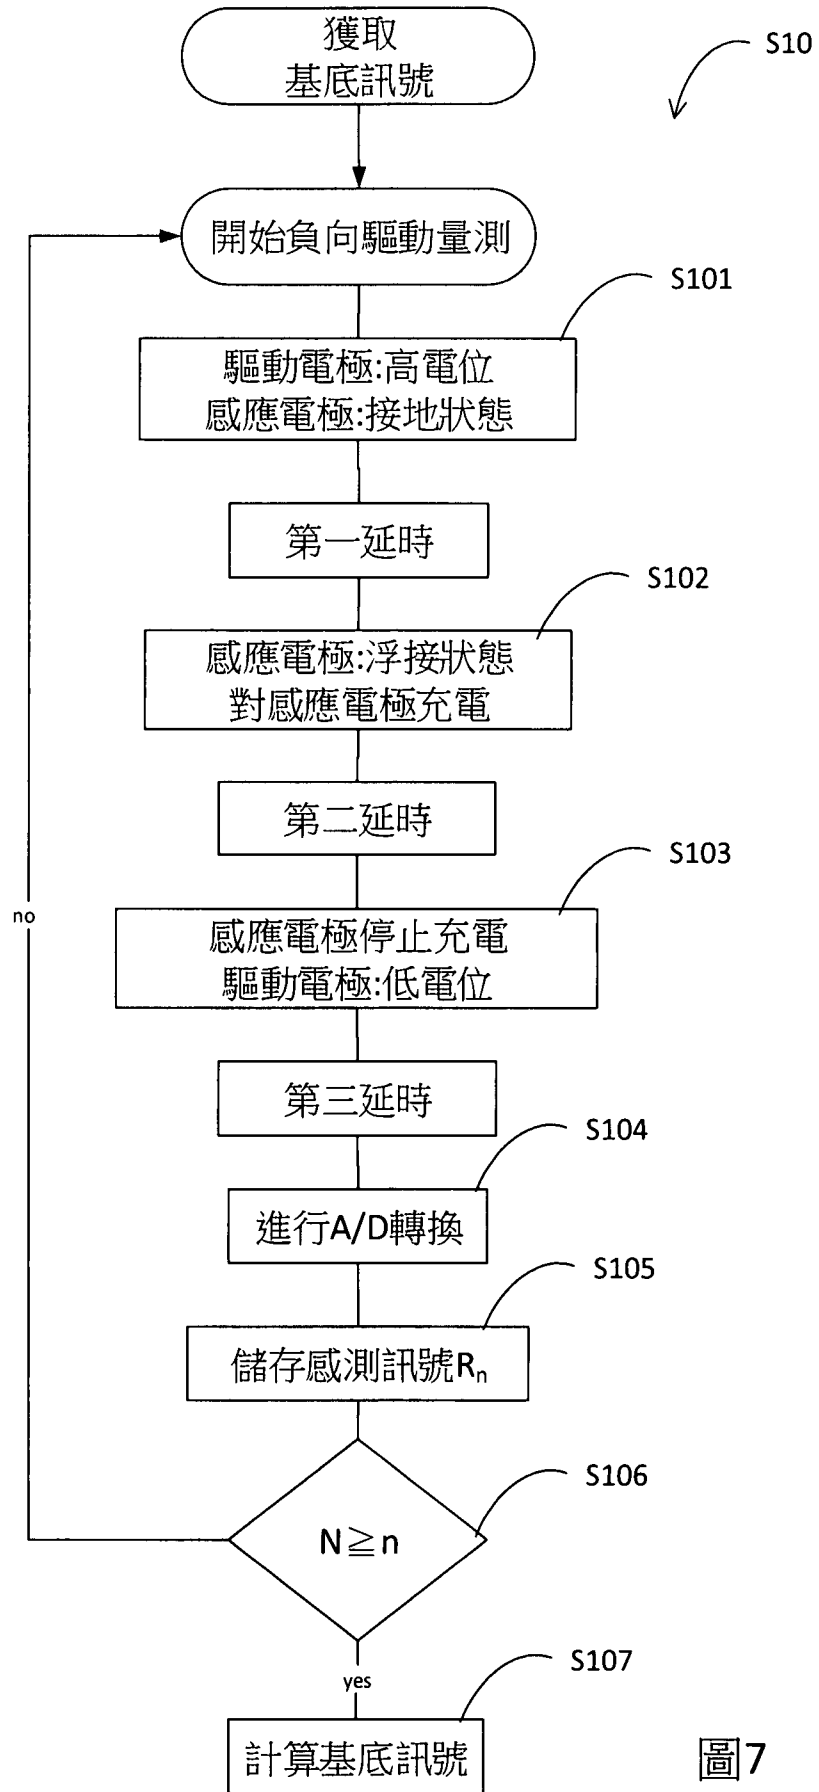 獲取
基底訊號
S10
開始負向驅動量測
S101
驅動電極:高電位
感應電極:接地狀態
第一延時
S102
感應電極:浮接狀態
對感應電極充電
第二延時
S103
感應電極停止充電
驅動電極:低電位
no
第三延時
S104
進行A/D轉換
S105
儲存感測訊號Rn
S106
N≧n
yes
S107
計算基底訊號
圖7